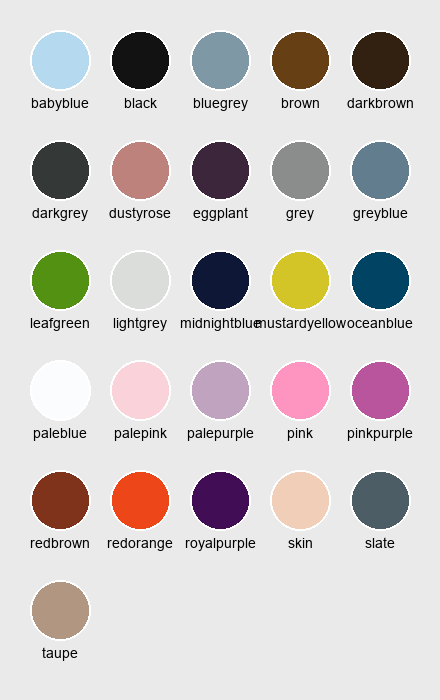 babyblue black bluegrey brown darkbrown
darkgrey dustyrose eggplant grey greyblue
leafgreen lightgrey midnightblue mustardyellow oceanblue
paleblue palepink palepurple pink pinkpurple
redbrown redorange royalpurple skin slate
taupe